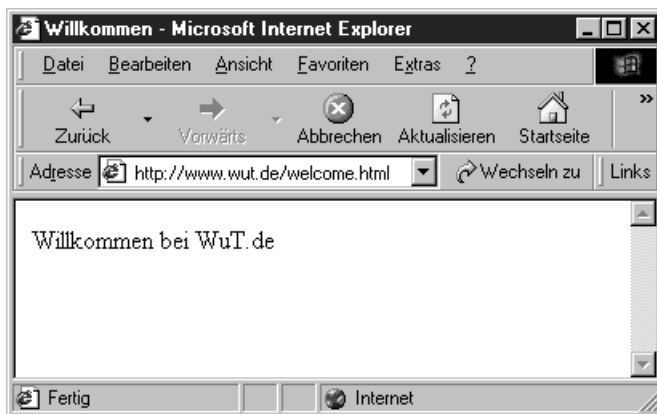 Willkommen - Microsoft Internet Explorer
Datei Bearbeiten Ansicht Favoriten Extras ?
Zurück Vorwärts Abbrechen Aktualisieren Startseite »
Adresse http://www.wut.de/welcome.html Wechseln zu Links
Willkommen bei WuT.de
Fertig Internet